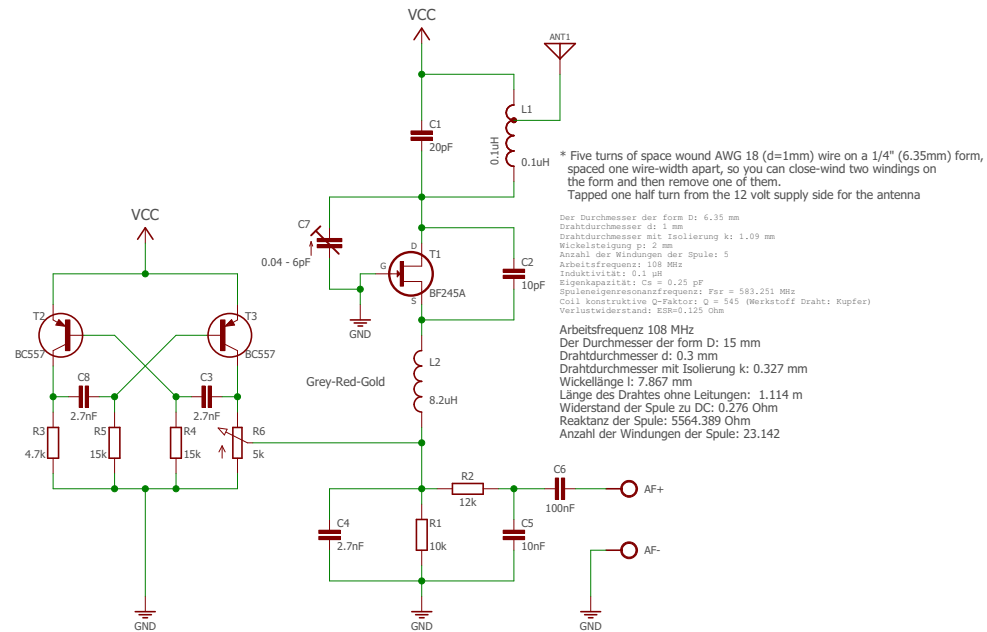 VCC
ANT1
L1
0.1uH
0.1uH
C1
20pF
* Five turns of space wound AWG 18 (d=1mm) wire on a 1/4" (6.35mm) form,
spaced one wire-width apart, so you can close-wind two windings on
the form and then remove one of them.
Tapped one half turn from the 12 volt supply side for the antenna
Der Durchmesser der form D: 6.35 mm
Drahtdurchmesser d: 1 mm
Drahtdurchmesser mit Isolierung k: 1.09 mm
Wickelsteigung p: 2 mm
Anzahl der Windungen der Spule: 5
Arbeitsfrequenz: 108 MHz
Induktivität: 0.1 µH
Eigenkapazität: Cs = 0.25 pF
Spuleneigenresonanzfrequenz: Fsr = 583.251 MHz
Coil konstruktive Q-Faktor: Q = 545 (Werkstoff Draht: Kupfer)
Verlustwiderstand: ESR=0.125 Ohm
Arbeitsfrequenz 108 MHz
Der Durchmesser der form D: 15 mm
Drahtdurchmesser d: 0.3 mm
Drahtdurchmesser mit Isolierung k: 0.327 mm
Wickellänge l: 7.867 mm
Länge des Drahtes ohne Leitungen:  1.114 m
Widerstand der Spule zu DC: 0.276 Ohm
Reaktanz der Spule: 5564.389 Ohm
Anzahl der Windungen der Spule: 23.142
C7
0.04 - 6pF
D
G
S
T1
BF245A
C2
10pF
GND
VCC
T2
BC557
T3
BC557
C8
2.7nF
C3
2.7nF
R3
4.7k
R5
15k
R4
15k
R6
5k
Grey-Red-Gold
L2
8.2uH
R2
12k
C6
100nF
AF+
C4
2.7nF
R1
10k
C5
10nF
AF-
GND
GND
GND